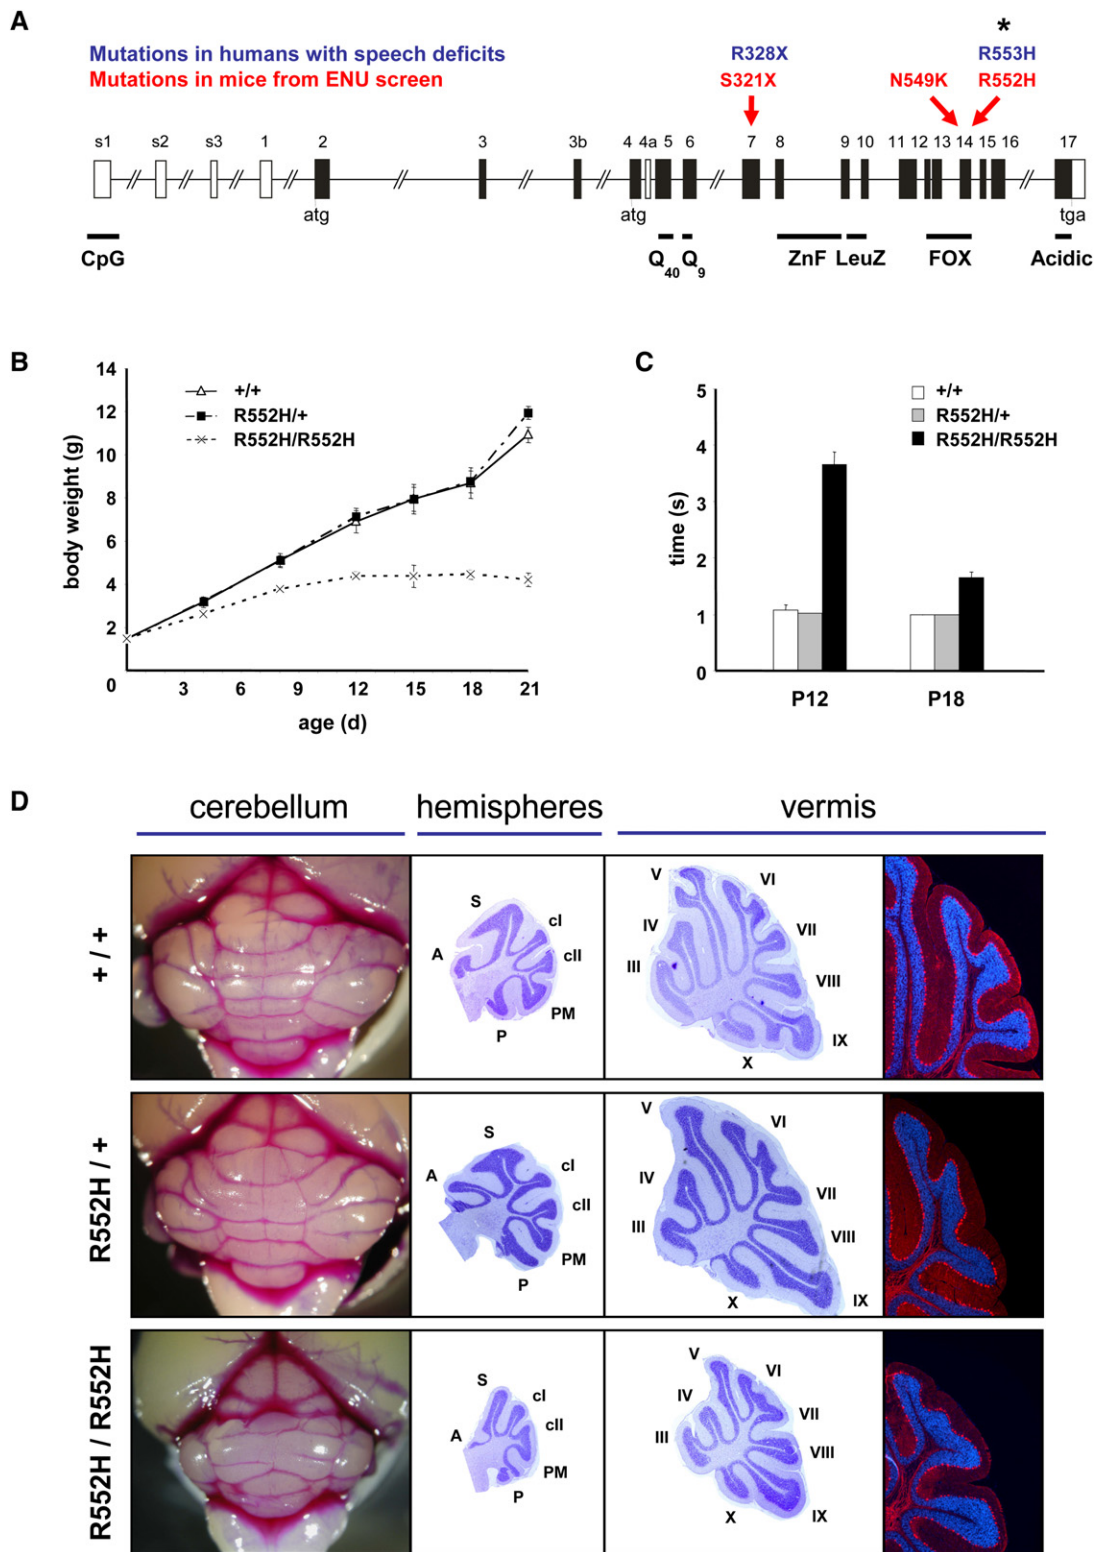 A
*
Mutations in humans with speech deficits R328X R553H
Mutations in mice from ENU screen S321X N549K R552H
s1 s2 s3 1 2 3 3b 4 4a 5 6 7 8 9 10 11 12 13 14 15 16 17
atg atg tga
CpG Q40 Q9 ZnF LeuZ FOX Acidic
B
14
12
10
8
6
4
2
0
body weight (g)
+/+
R552H/+
R552H/R552H
3 6 9 12 15 18 21
age (d)
C
5
4
3
2
1
0
time (s)
+/+
R552H/+
R552H/R552H
P12 P18
D
cerebellum hemispheres vermis
+ / +
S
cI
A
cII
PM
P
V
VI
IV
VII
III
VIII
IX
X
R552H / +
S
cI
A
cII
PM
P
V
VI
IV
VII
III
VIII
X
IX
R552H / R552H
S
cI
cII
A
PM
P
V
VI
IV
VII
III
VIII
X
IX